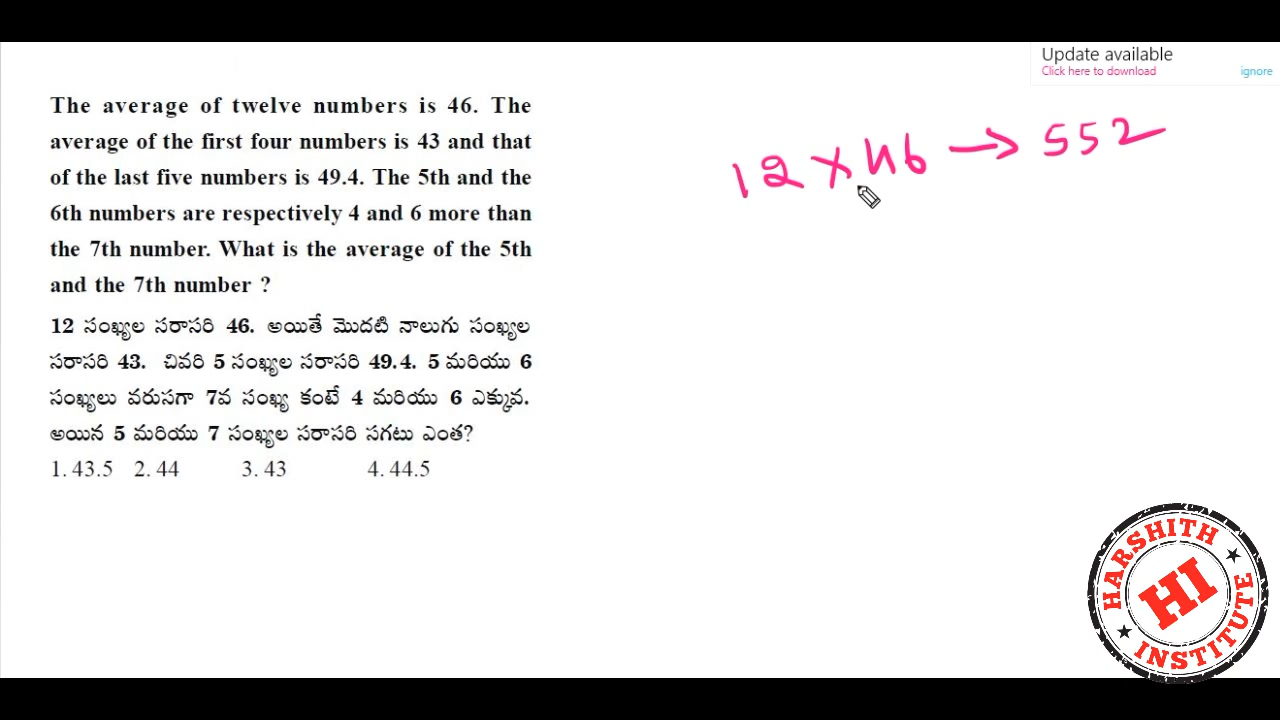 Update available
Click here to download ignore
The average of twelve numbers is 46. The
average of the first four numbers is 43 and that
of the last five numbers is 49.4. The 5th and the
6th numbers are respectively 4 and 6 more than
the 7th number. What is the average of the 5th
and the 7th number ?
12 సంఖ్యల సరాసరి 46. అయితే మొదటి నాలుగు సంఖ్యల
సరాసరి 43. చివరి 5 సంఖ్యల సరాసరి 49.4. 5 మరియు 6
సంఖ్యలు వరుసగా 7వ సంఖ్య కంటే 4 మరియు 6 ఎక్కువ.
అయిన 5 మరియు 7 సంఖ్యల సరాసరి సగటు ఎంత?
1. 43.5 2. 44 3. 43 4. 44.5
12 × 46 → 552
HARSHITH
HI
INSTITUTE